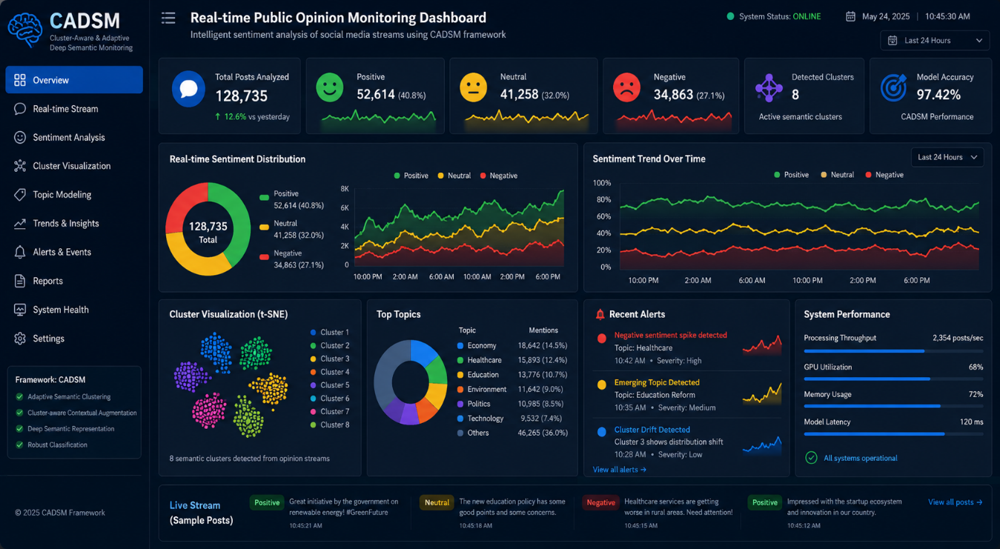 CADSM
Cluster-Aware & Adaptive
Deep Semantic Monitoring
Overview
Real-time Stream
Sentiment Analysis
Cluster Visualization
Topic Modeling
Trends & Insights
Alerts & Events
Reports
System Health
Settings
Framework: CADSM
Adaptive Semantic Clustering
Cluster-aware Contextual Augmentation
Deep Semantic Representation
Robust Classification
© 2025 CADSM Framework
Real-time Public Opinion Monitoring Dashboard
Intelligent sentiment analysis of social media streams using CADSM framework
System Status: ONLINE
May 24, 2025 | 10:45:30 AM
Last 24 Hours
Total Posts Analyzed
128,735
↑ 12.6% vs yesterday
Positive
52,614 (40.8%)
Neutral
41,258 (32.0%)
Negative
34,863 (27.1%)
Detected Clusters
8
Active semantic clusters
Model Accuracy
97.42%
CADSM Performance
Real-time Sentiment Distribution
128,735
Total
Positive
52,614 (40.8%)
Neutral
41,258 (32.0%)
Negative
34,863 (27.1%)
Positive Neutral Negative
8K
6K
4K
2K
0
10:00 PM 2:00 AM 6:00 AM 10:00 AM 2:00 PM 6:00 PM
Sentiment Trend Over Time
Last 24 Hours
Positive Neutral Negative
100%
80%
60%
40%
20%
0%
10:00 PM 2:00 AM 6:00 AM 10:00 PM 2:00 PM 6:00 PM
Cluster Visualization (t-SNE)
Cluster 1
Cluster 2
Cluster 3
Cluster 4
Cluster 5
Cluster 6
Cluster 7
Cluster 8
8 semantic clusters detected from opinion streams
Top Topics
Topic Mentions
Economy 18,642 (14.5%)
Healthcare 15,893 (12.4%)
Education 13,776 (10.7%)
Environment 11,642 (9.0%)
Politics 10,985 (8.5%)
Technology 9,532 (7.4%)
Others 46,265 (36.0%)
Recent Alerts
Negative sentiment spike detected
Topic: Healthcare
10:42 AM • Severity: High
Emerging Topic Detected
Topic: Education Reform
10:35 AM • Severity: Medium
Cluster Drift Detected
Cluster 3 shows distribution shift
10:28 AM • Severity: Low
View all alerts →
System Performance
Processing Throughput 2,354 posts/sec
GPU Utilization 68%
Memory Usage 72%
Model Latency 120 ms
All systems operational
Live Stream
(Sample Posts)
Positive
Great initiative by the government on
renewable energy! #GreenFuture
10:45:21 AM
Neutral
The new education policy has some
good points and some concerns.
10:45:18 AM
Negative
Healthcare services are getting
worse in rural areas. Need attention!
10:45:15 AM
Positive
Impressed with the startup ecosystem
and innovation in our country.
10:45:12 AM
View all posts →